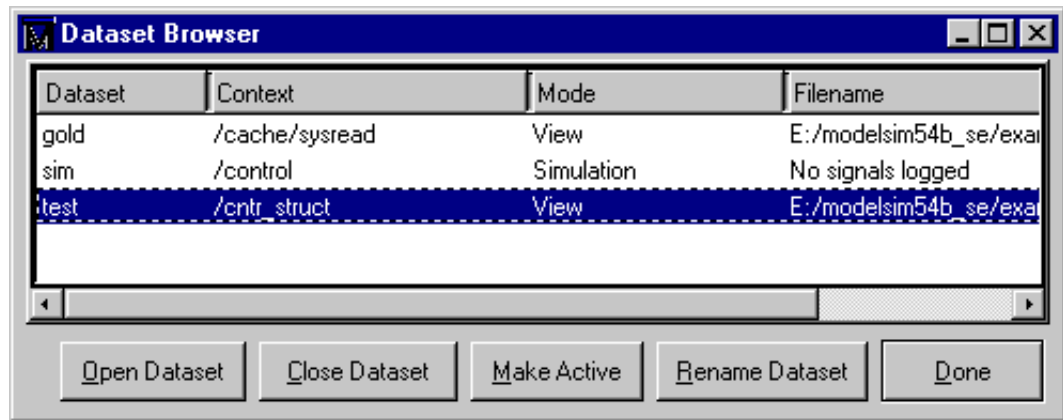 Dataset Browser
Dataset Context Mode Filename
gold /cache/sysread View E:/modelsim54b_se/exa
sim /control Simulation No signals logged
test /cntr_struct View E:/modelsim54b_se/exa
Open Dataset Close Dataset Make Active Rename Dataset Done